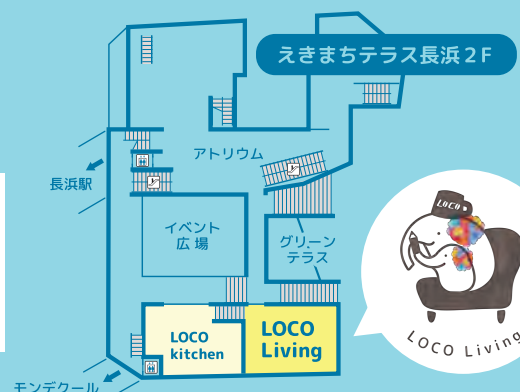 えきまちテラス長浜２Ｆ
アトリウム
長浜駅
イベント
広 場
グリーン
テラス
LOCO
kitchen
LOCO
Living
モンデクール
LOCO
LOCO Living